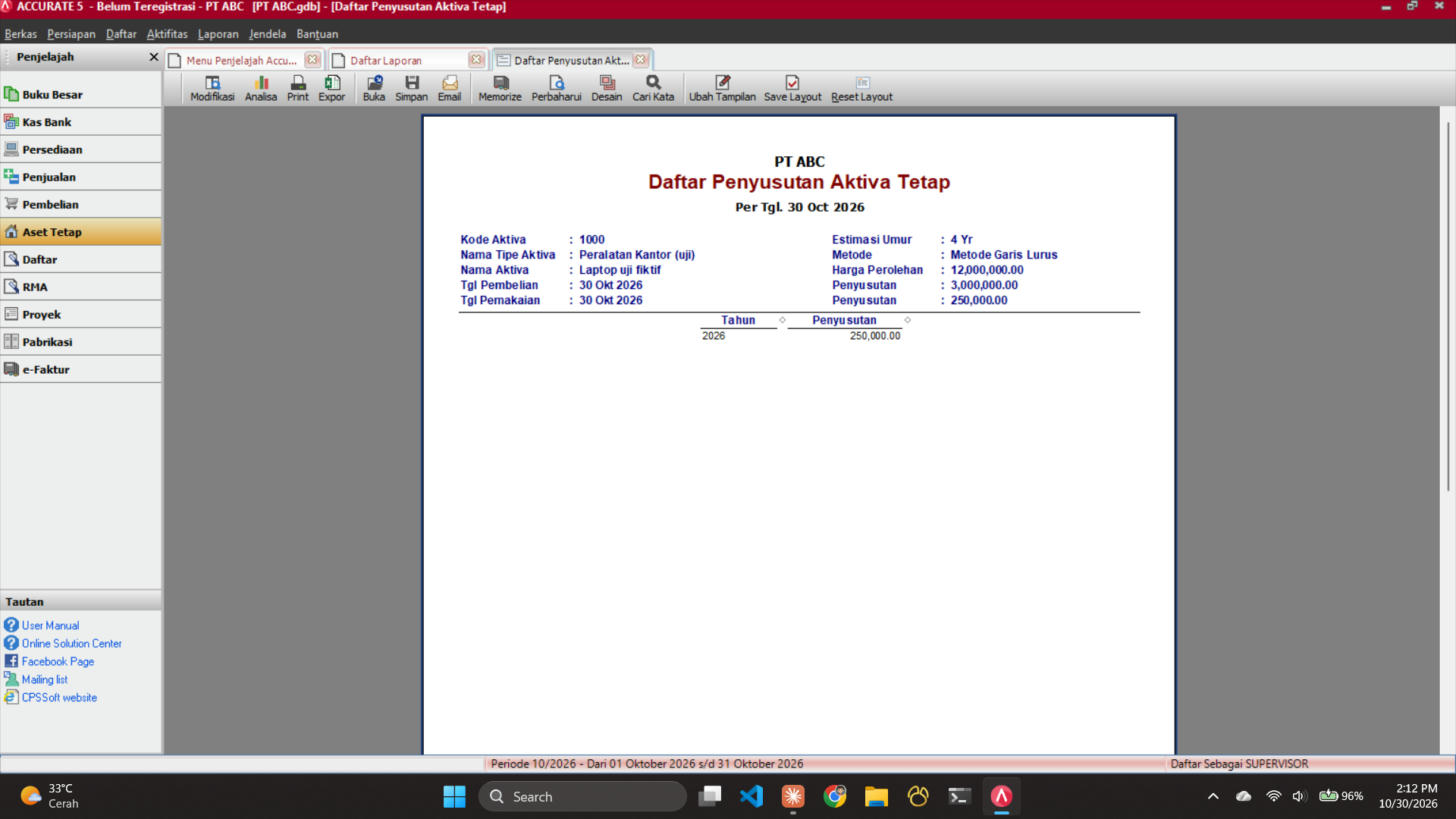 ACCURATE 5 - Belum Teregistrasi - PT ABC [PT ABC.gdb] - [Daftar Penyusutan Aktiva Tetap]
Berkas Persiapan Daftar Aktifitas Laporan Jendela Bantuan
Penjelajah
Menu Penjelajah Accu... Daftar Laporan Daftar Penyusutan Akt...
Modifikasi Analisa Print Expor Buka Simpan Email Memorize Perbaharui Desain Cari Kata Ubah Tampilan Save Layout Reset Layout
Buku Besar
Kas Bank
Persediaan
Penjualan
Pembelian
Aset Tetap
Daftar
RMA
Proyek
Pabrikasi
e-Faktur
PT ABC
Daftar Penyusutan Aktiva Tetap
Per Tgl. 30 Oct 2026
Kode Aktiva : 1000 Estimasi Umur : 4 Yr
Nama Tipe Aktiva : Peralatan Kantor (uji) Metode : Metode Garis Lurus
Nama Aktiva : Laptop uji fiktif Harga Perolehan : 12,000,000.00
Tgl Pembelian : 30 Okt 2026 Penyusutan : 3,000,000.00
Tgl Pemakaian : 30 Okt 2026 Penyusutan : 250,000.00
Tahun Penyusutan
2026 250,000.00
Tautan
User Manual
Online Solution Center
Facebook Page
Mailing list
CPSSoft website
Periode 10/2026 - Dari 01 Oktober 2026 s/d 31 Oktober 2026 Daftar Sebagai SUPERVISOR
33°C
Cerah
Search
96%
2:12 PM
10/30/2026